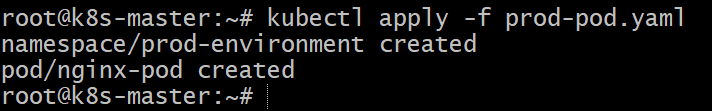 root@k8s-master:~# kubectl apply -f prod-pod.yaml
namespace/prod-environment created
pod/nginx-pod created
root@k8s-master:~#